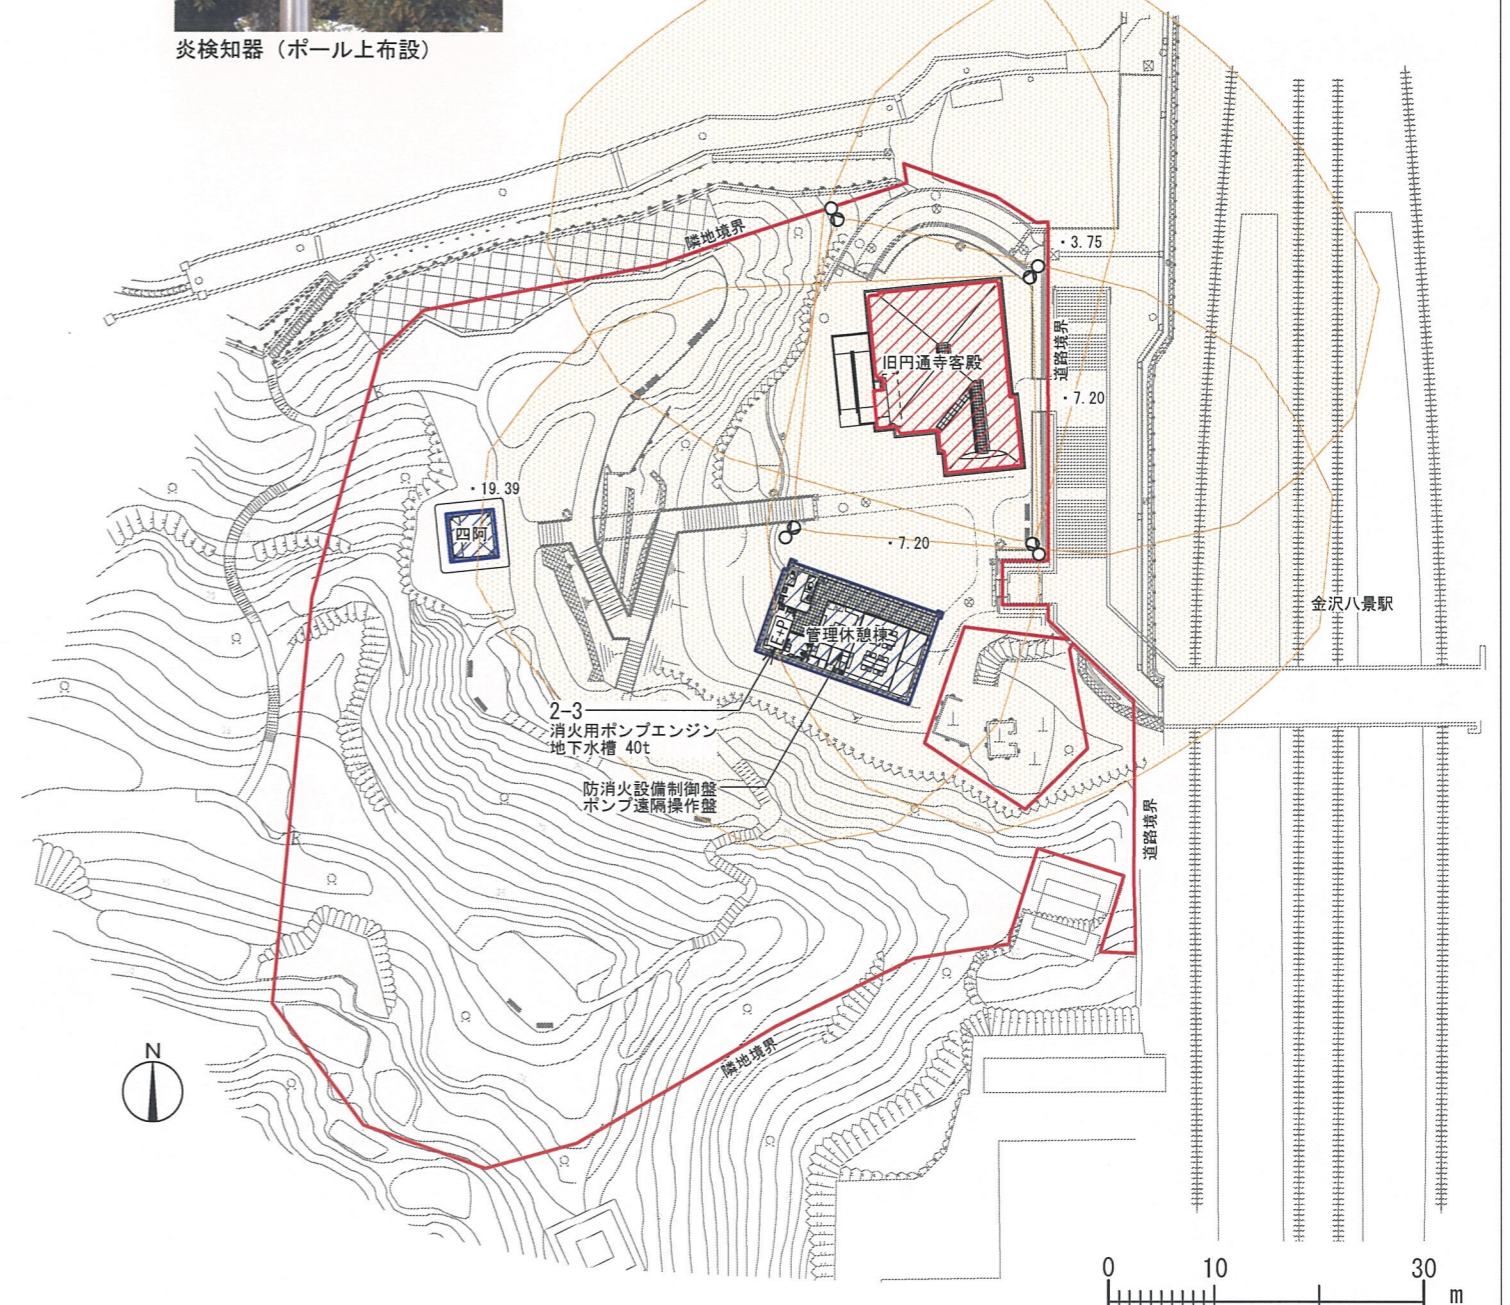 炎検知器（ポール上布設）
隣地境界
・3.75
道路境界
旧円通寺客殿
・7.20
・19.39
四阿
・7.20
金沢八景駅
管理休憩棟
E+P
2-3
消火用ポンプエンジン
地下水槽 40t
防消火設備制御盤
ポンプ遠隔操作盤
道路境界
隣地境界
N
0 10 30
m